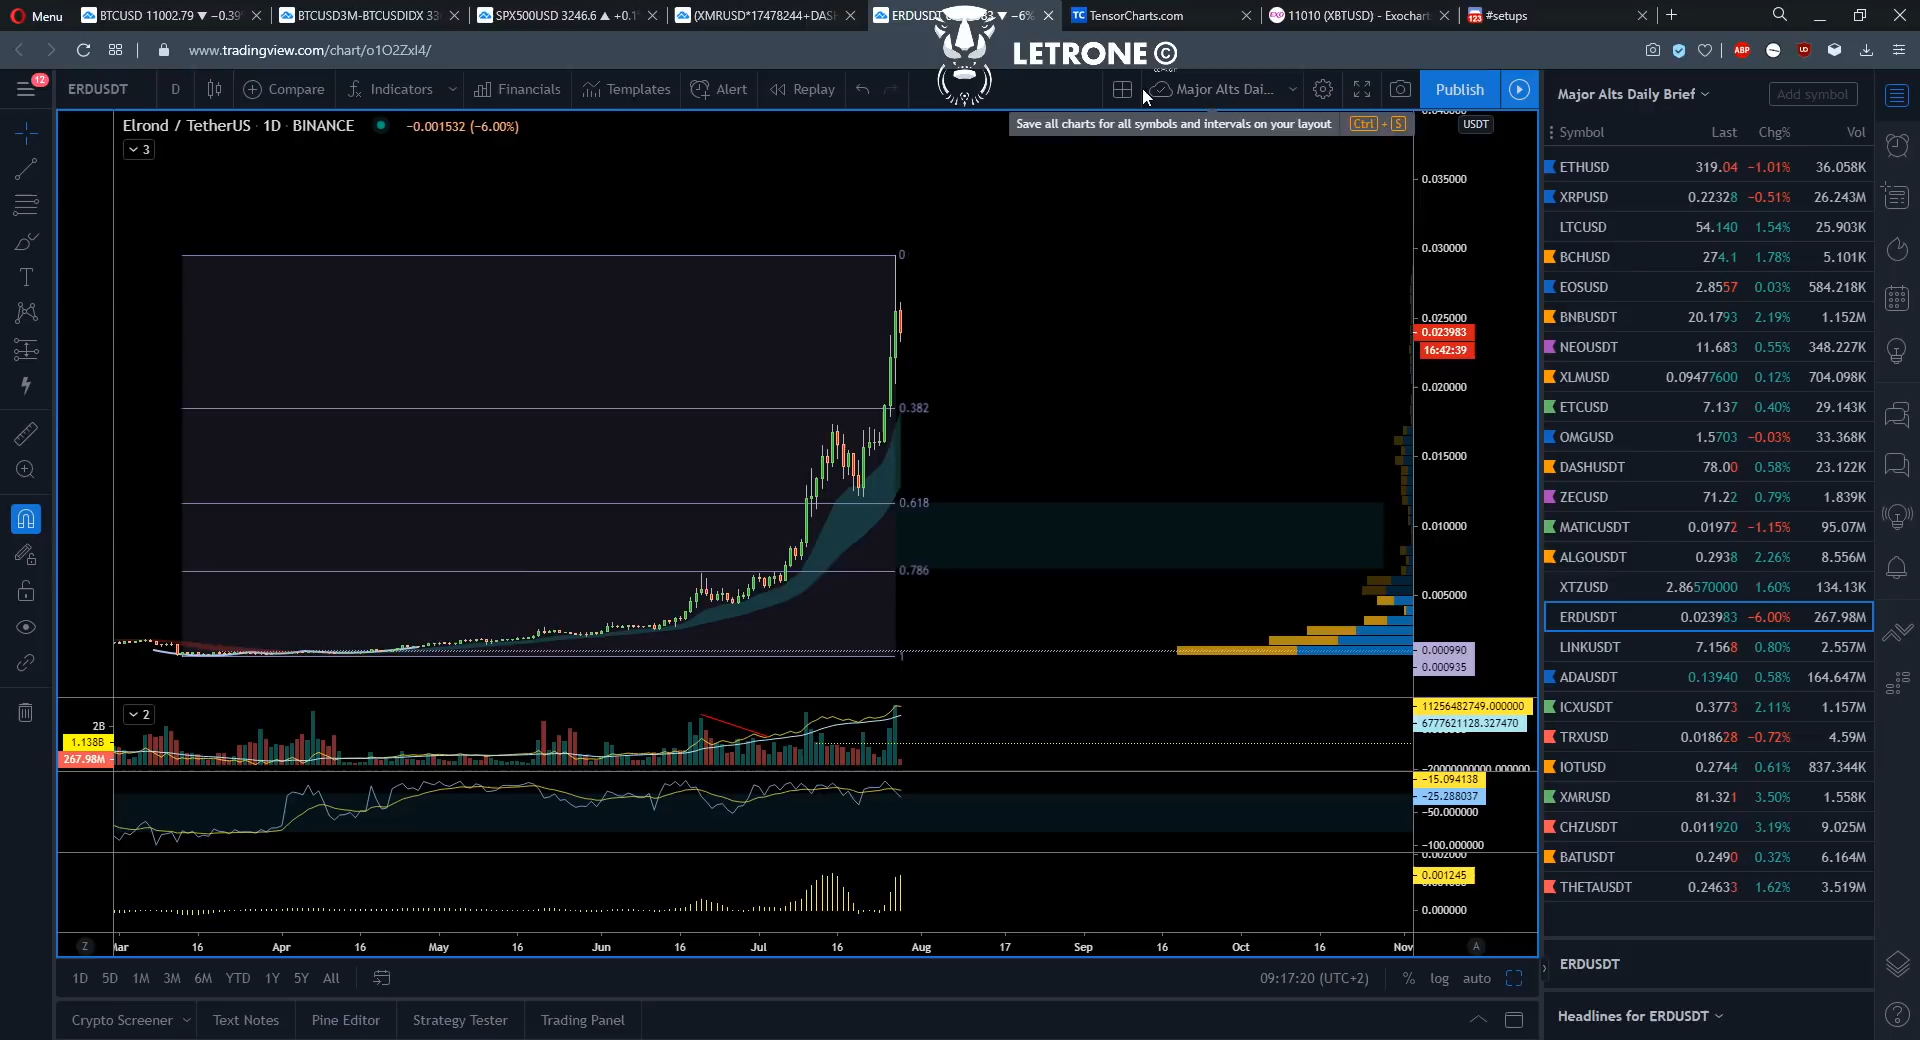 Menu
BTCUSD 11002.79 ▼ −0.39
BTCUSD3M-BTCUSDIDX 33
SPX500USD 3246.6 ▲ +0.1
(XMRUSD*17478244+DAS
ERDUSDT
▼ −6%
TensorCharts.com
11010 (XBTUSD) - Exochart
#setups
www.tradingview.com/chart/o1O2Zxl4/
LETRONE ©
12
ERDUSDT
D
Compare
Indicators
Financials
Templates
Alert
Replay
Major Alts Dai...
Publish
Save all charts for all symbols and intervals on your layout Ctrl + S
Elrond / TetherUS · 1D · BINANCE −0.001532 (−6.00%)
3
USDT
0.035000
0.030000
0.025000
0.023983
16:42:39
0.020000
0.015000
0.010000
0.005000
0.000990
0.000935
0
0.382
0.618
0.786
1
2
2B
1.138B
267.98M
11256482749.000000
6777621128.327470
−20000000000.000000
−15.094138
−25.288037
−50.000000
−100.000000
0.002000
0.001245
0.000000
Mar 16 Apr 16 May 16 Jun 16 Jul 16 Aug 17 Sep 16 Oct 16 Nov
Z
A
1D 5D 1M 3M 6M YTD 1Y 5Y All
09:17:20 (UTC+2) % log auto
Crypto Screener Text Notes Pine Editor Strategy Tester Trading Panel
Major Alts Daily Brief
Add symbol
Symbol Last Chg% Vol
ETHUSD 319.04 −1.01% 36.058K
XRPUSD 0.22328 −0.51% 26.243M
LTCUSD 54.140 1.54% 25.903K
BCHUSD 274.1 1.78% 5.101K
EOSUSD 2.8557 0.03% 584.218K
BNBUSDT 20.1793 2.19% 1.152M
NEOUSDT 11.683 0.55% 348.227K
XLMUSD 0.09477600 0.12% 704.098K
ETCUSD 7.137 0.40% 29.143K
OMGUSD 1.5703 −0.03% 33.368K
DASHUSDT 78.00 0.58% 23.122K
ZECUSD 71.22 0.79% 1.839K
MATICUSDT 0.01972 −1.15% 95.07M
ALGOUSDT 0.2938 2.26% 8.556M
XTZUSD 2.86570000 1.60% 134.13K
ERDUSDT 0.023983 −6.00% 267.98M
LINKUSDT 7.1568 0.80% 2.557M
ADAUSDT 0.13940 0.58% 164.647M
ICXUSDT 0.3773 2.11% 1.157M
TRXUSD 0.018628 −0.72% 4.59M
IOTUSD 0.2744 0.61% 837.344K
XMRUSD 81.321 3.50% 1.558K
CHZUSDT 0.011920 3.19% 9.025M
BATUSDT 0.2490 0.32% 6.164M
THETAUSDT 0.24633 1.62% 3.519M
ERDUSDT
Headlines for ERDUSDT